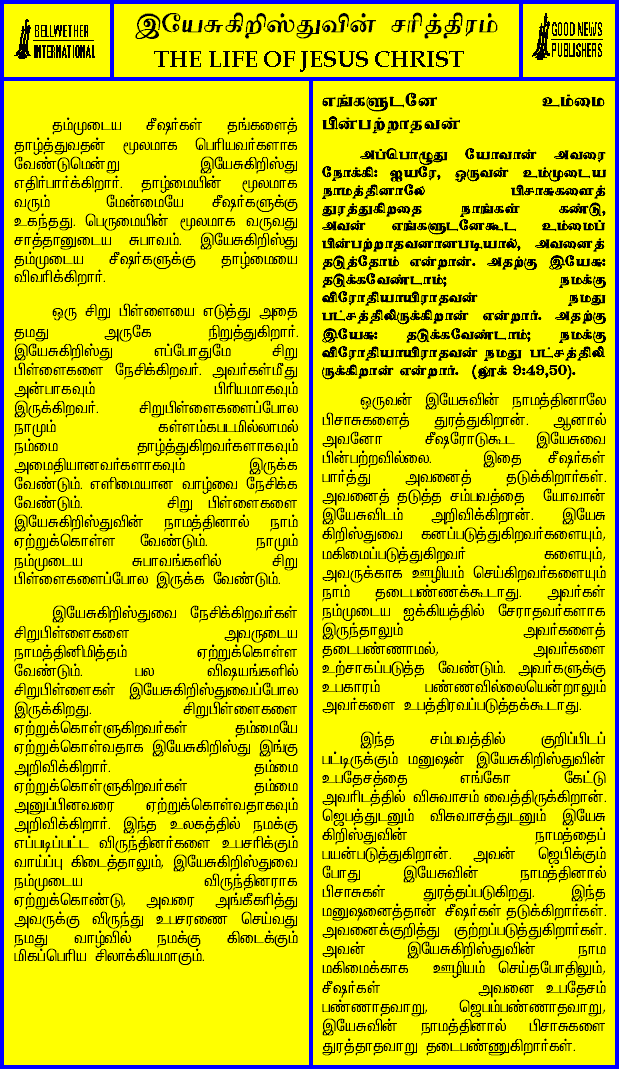 BELLWETHER
INTERNATIONAL
இயேசுகிறிஸ்துவின் சரித்திரம்
THE LIFE OF JESUS CHRIST
GOOD NEWS
PUBLISHERS
தம்முடைய சீஷர்கள் தங்களைத்
தாழ்த்துவதன் மூலமாக பெரியவர்களாக
வேண்டுமென்று இயேசுகிறிஸ்து
எதிர்பார்க்கிறார். தாழ்மையின் மூலமாக
வரும் மேன்மையே சீஷர்களுக்கு
உகந்தது. பெருமையின் மூலமாக வருவது
சாத்தானுடைய சுபாவம். இயேசுகிறிஸ்து
தம்முடைய சீஷர்களுக்கு தாழ்மையை
விவரிக்கிறார்.
ஒரு சிறு பிள்ளையை எடுத்து அதை
தமது அருகே நிறுத்துகிறார்.
இயேசுகிறிஸ்து எப்போதுமே சிறு
பிள்ளைகளை நேசிக்கிறவர். அவர்கள்மீது
அன்பாகவும் பிரியமாகவும்
இருக்கிறவர். சிறுபிள்ளைகளைப்போல
நாமும் கள்ளம்கபடமில்லாமல்
நம்மை தாழ்த்துகிறவர்களாகவும்
அமைதியானவர்களாகவும் இருக்க
வேண்டும். எளிமையான வாழ்வை நேசிக்க
வேண்டும். சிறு பிள்ளைகளை
இயேசுகிறிஸ்துவின் நாமத்தினால் நாம்
ஏற்றுக்கொள்ள வேண்டும். நாமும்
நம்முடைய சுபாவங்களில் சிறு
பிள்ளைகளைப்போல இருக்க வேண்டும்.
இயேசுகிறிஸ்துவை நேசிக்கிறவர்கள்
சிறுபிள்ளைகளை அவருடைய
நாமத்தினிமித்தம் ஏற்றுக்கொள்ள
வேண்டும். பல விஷயங்களில்
சிறுபிள்ளைகள் இயேசுகிறிஸ்துவைப்போல
இருக்கிறது. சிறுபிள்ளைகளை
ஏற்றுக்கொள்ளுகிறவர்கள் தம்மையே
ஏற்றுக்கொள்வதாக இயேசுகிறிஸ்து இங்கு
அறிவிக்கிறார். தம்மை
ஏற்றுக்கொள்ளுகிறவர்கள் தம்மை
அனுப்பினவரை ஏற்றுக்கொள்வதாகவும்
அறிவிக்கிறார். இந்த உலகத்தில் நமக்கு
எப்படிப்பட்ட விருந்தினர்களை உபசரிக்கும்
வாய்ப்பு கிடைத்தாலும், இயேசுகிறிஸ்துவை
நம்முடைய விருந்தினராக
ஏற்றுக்கொண்டு, அவரை அங்கீகரித்து
அவருக்கு விருந்து உபசரணை செய்வது
நமது வாழ்வில் நமக்கு கிடைக்கும்
மிகப்பெரிய சிலாக்கியமாகும்.
எங்களுடனே உம்மை
பின்பற்றாதவன்
அப்பொழுது யோவான் அவரை
நோக்கி: ஐயரே, ஒருவன் உம்முடைய
நாமத்தினாலே பிசாசுகளைத்
துரத்துகிறதை நாங்கள் கண்டு,
அவன் எங்களுடனேகூட உம்மைப்
பின்பற்றாதவனானபடியால், அவனைத்
தடுத்தோம் என்றான். அதற்கு இயேசு:
தடுக்கவேண்டாம்; நமக்கு
விரோதியாயிராதவன் நமது
பட்சத்திலிருக்கிறான் என்றார். அதற்கு
இயேசு: தடுக்கவேண்டாம்; நமக்கு
விரோதியாயிராதவன் நமது பட்சத்திலி
ருக்கிறான் என்றார். (லூக் 9:49,50).
ஒருவன் இயேசுவின் நாமத்தினாலே
பிசாசுகளைத் துரத்துகிறான். ஆனால்
அவனோ சீஷரோடுகூட இயேசுவை
பின்பற்றவில்லை. இதை சீஷர்கள்
பார்த்து அவனைத் தடுக்கிறார்கள்.
அவனைத் தடுத்த சம்பவத்தை யோவான்
இயேசுவிடம் அறிவிக்கிறான். இயேசு
கிறிஸ்துவை கனப்படுத்துகிறவர்களையும்,
மகிமைப்படுத்துகிறவர் களையும்,
அவருக்காக ஊழியம் செய்கிறவர்களையும்
நாம் தடைபண்ணக்கூடாது. அவர்கள்
நம்முடைய ஐக்கியத்தில் சேராதவர்களாக
இருந்தாலும் அவர்களைத்
தடைபண்ணாமல், அவர்களை
உற்சாகப்படுத்த வேண்டும். அவர்களுக்கு
உபகாரம் பண்ணவில்லையென்றாலும்
அவர்களை உபத்திரவப்படுத்தக்கூடாது.
இந்த சம்பவத்தில் குறிப்பிடப்
பட்டிருக்கும் மனுஷன் இயேசுகிறிஸ்துவின்
உபதேசத்தை எங்கோ கேட்டு
அவரிடத்தில் விசுவாசம் வைத்திருக்கிறான்.
ஜெபத்துடனும் விசுவாசத்துடனும் இயேசு
கிறிஸ்துவின் நாமத்தைப்
பயன்படுத்துகிறான். அவன் ஜெபிக்கும்
போது இயேசுவின் நாமத்தினால்
பிசாசுகள் துரத்தப்படுகிறது. இந்த
மனுஷனைத்தான் சீஷர்கள் தடுக்கிறார்கள்.
அவனைக்குறித்து குற்றப்படுத்துகிறார்கள்.
அவன் இயேசுகிறிஸ்துவின் நாம
மகிமைக்காக ஊழியம் செய்தபோதிலும்,
சீஷர்கள் அவனை உபதேசம்
பண்ணாதவாறு, ஜெபம்பண்ணாதவாறு,
இயேசுவின் நாமத்தினால் பிசாசுகளை
துரத்தாதவாறு தடைபண்ணுகிறார்கள்.